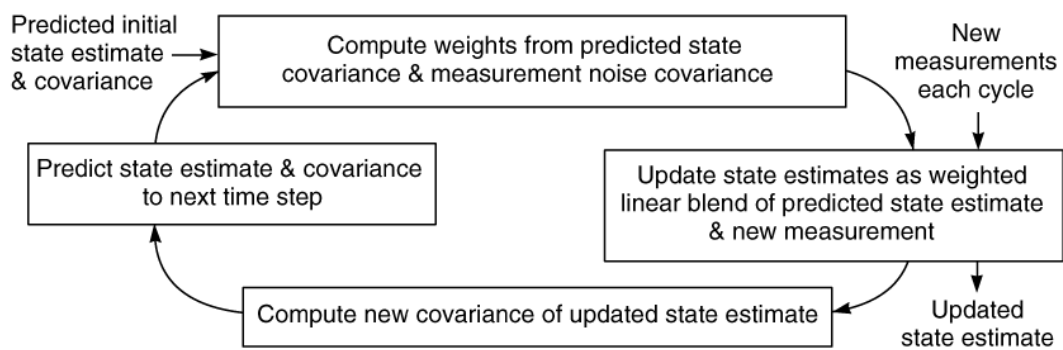 Predicted initial
state estimate
& covariance
Compute weights from predicted state
covariance & measurement noise covariance
New
measurements
each cycle
Predict state estimate & covariance
to next time step
Update state estimates as weighted
linear blend of predicted state estimate
& new measurement
Compute new covariance of updated state estimate
Updated
state estimate